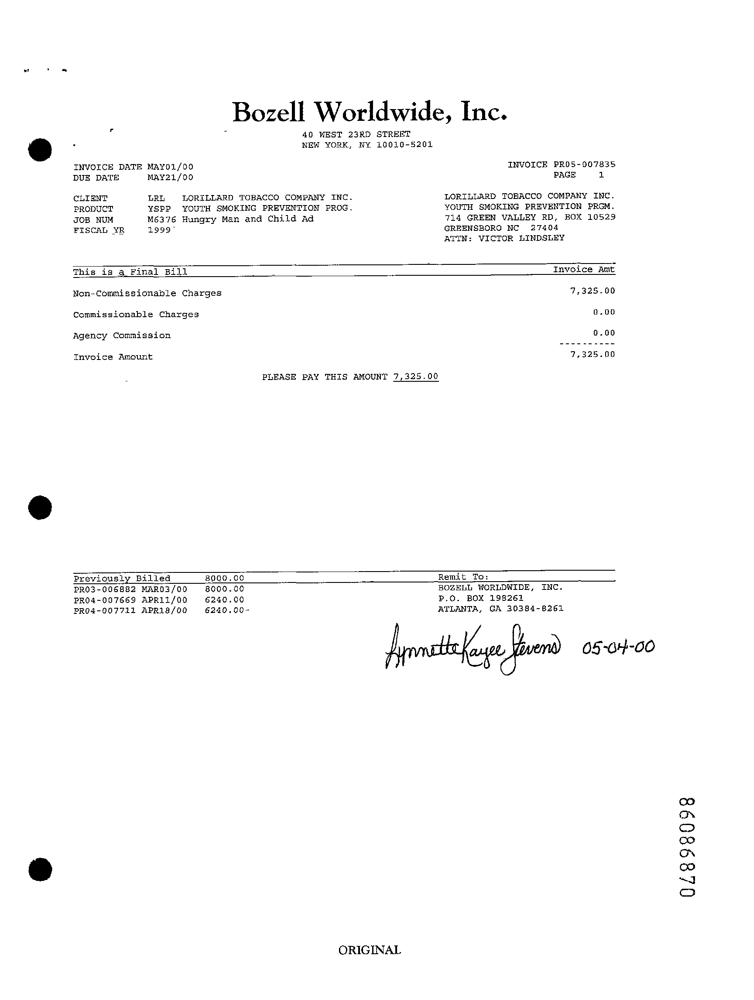 Bozell Worldwide, Inc.
40 WEST 23RD STREET
NEW YORK, NY 10010-5201
INVOICE DATE MAY01/00
DUE DATE MAY21/00
INVOICE PR05-007835
PAGE 1
CLIENT LRL LORILLARD TOBACCO COMPANY INC.
PRODUCT YSPP YOUTH SMOKING PREVENTION PROG.
JOB NUM M6376 Hungry Man and Child Ad
FISCAL YR 1999
LORILLARD TOBACCO COMPANY INC.
YOUTH SMOKING PREVENTION PRGM.
714 GREEN VALLEY RD, BOX 10529
GREENSBORO NC 27404
ATTN: VICTOR LINDSLEY
This is a Final Bill Invoice Amt
Non-Commissionable Charges 7,325.00
Commissionable Charges 0.00
Agency Commission 0.00
----------
Invoice Amount 7,325.00
PLEASE PAY THIS AMOUNT 7,325.00
Previously Billed 8000.00
PR03-006882 MAR03/00 8000.00
PR04-007669 APR11/00 6240.00
PR04-007711 APR18/00 6240.00-
Remit To:
BOZELL WORLDWIDE, INC.
P.O. BOX 198261
ATLANTA, GA 30384-8261
Lynnette Kayee Stevens 05-04-00
86086870
ORIGINAL